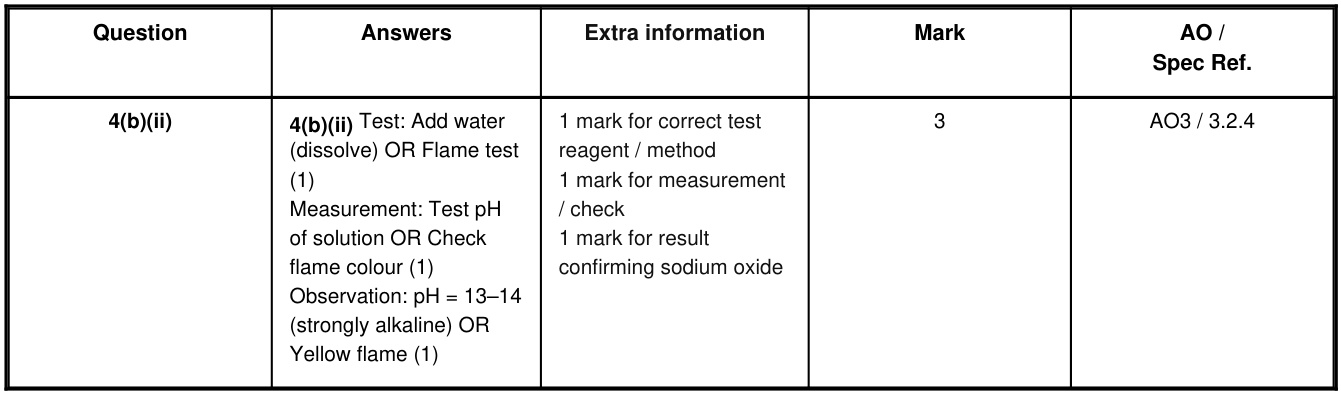 Question
Answers
Extra information
Mark
AO /
Spec Ref.
4(b)(ii)
4(b)(ii) Test: Add water
(dissolve) OR Flame test
(1)
Measurement: Test pH
of solution OR Check
flame colour (1)
Observation: pH = 13–14
(strongly alkaline) OR
Yellow flame (1)
1 mark for correct test
reagent / method
1 mark for measurement
/ check
1 mark for result
confirming sodium oxide
3
AO3 / 3.2.4